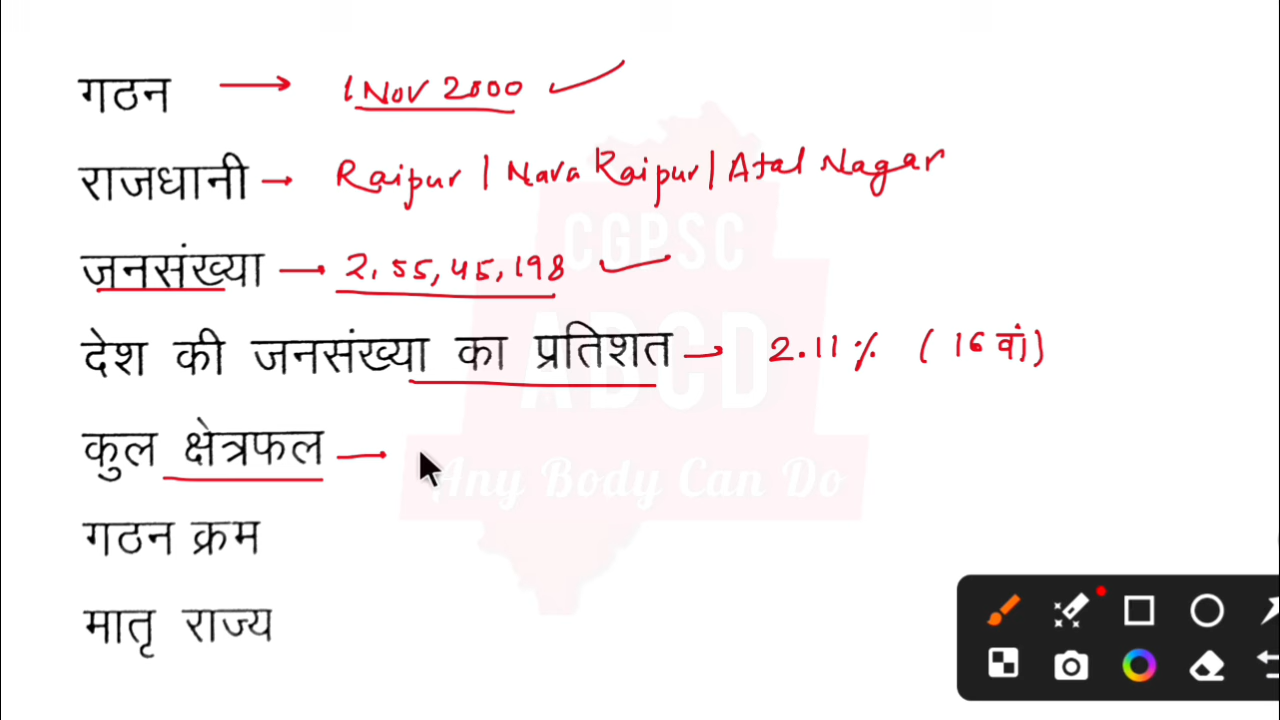 गठन → 1 Nov 2000
राजधानी → Raipur | Nava Raipur | Atal Nagar
जनसंख्या → 2,55,45,198
देश की जनसंख्या का प्रतिशत → 2.11% (16 वां)
कुल क्षेत्रफल →
गठन क्रम
मातृ राज्य
CGPSC
ABCD
Any Body Can Do